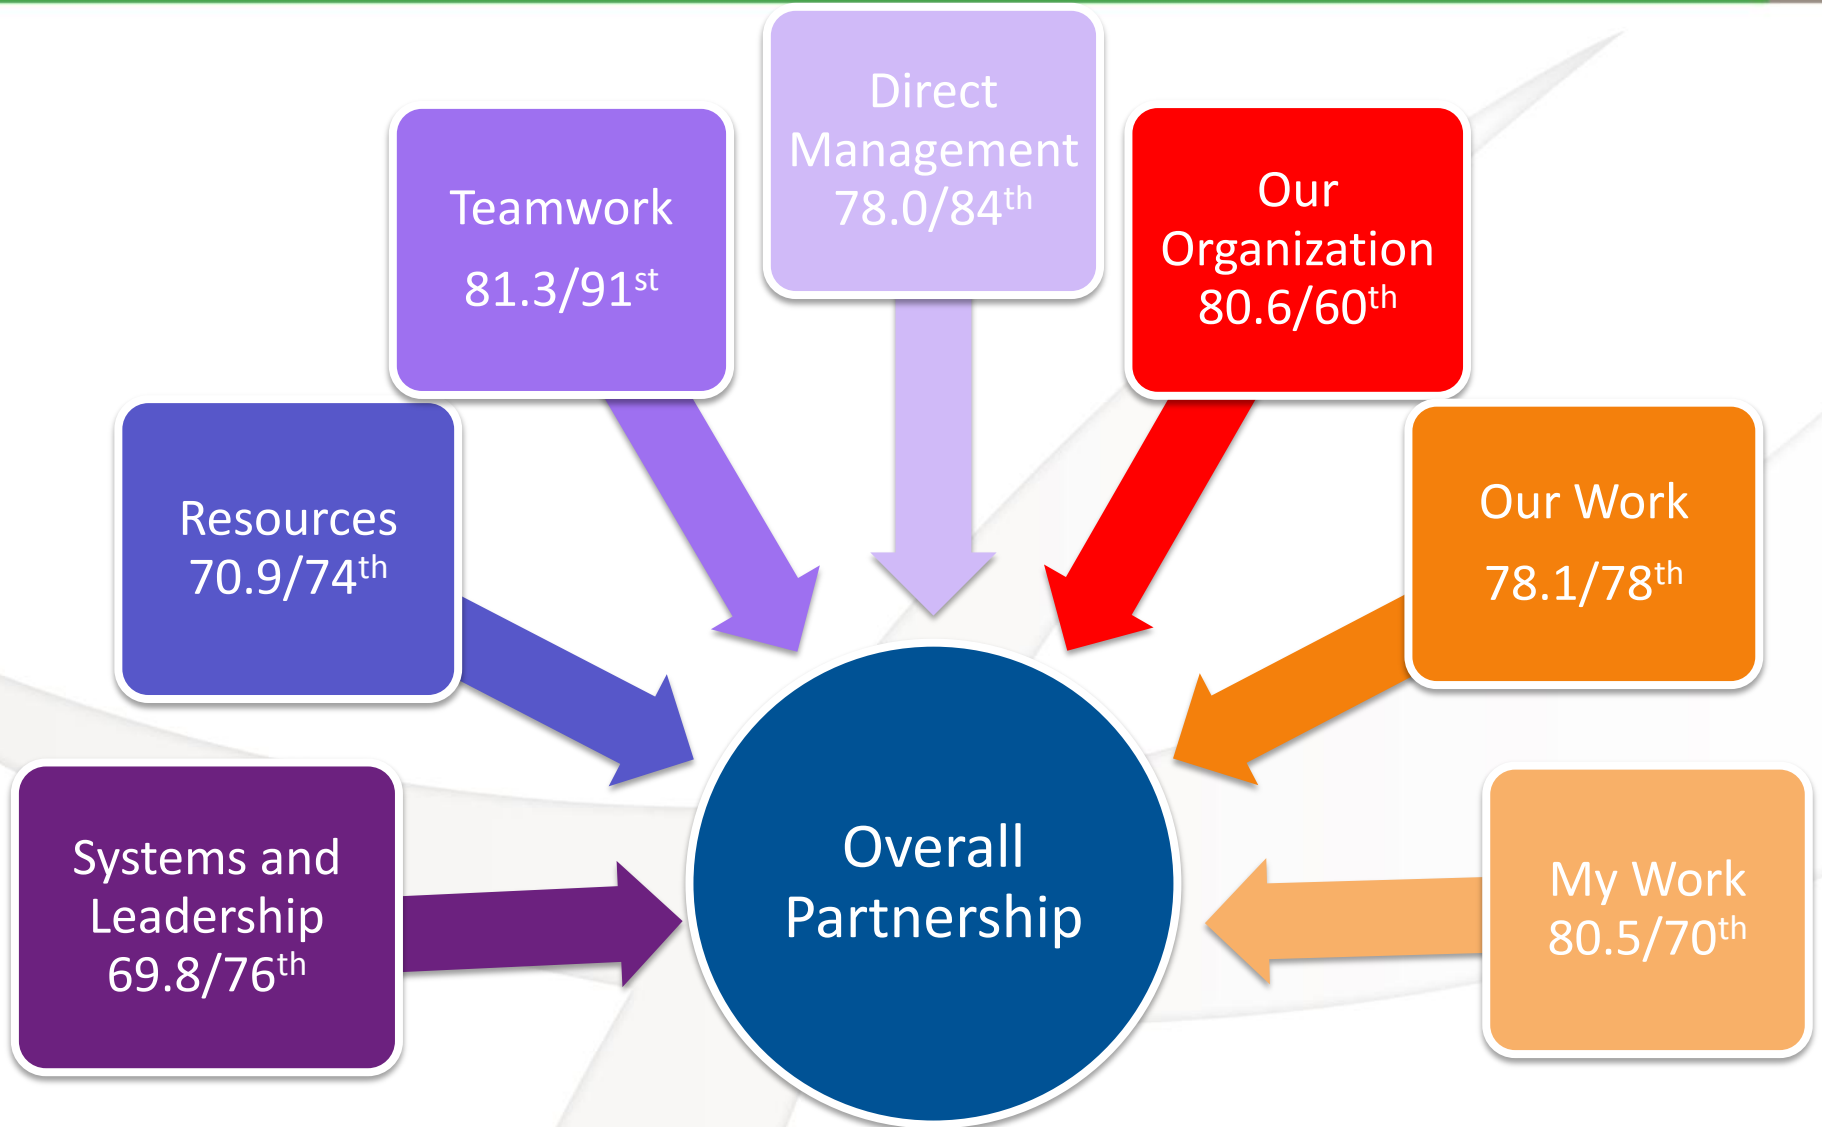 Direct
Management
78.0/84th
Teamwork
81.3/91st
Our
Organization
80.6/60th
Resources
70.9/74th
Our Work
78.1/78th
Systems and
Leadership
69.8/76th
Overall
Partnership
My Work
80.5/70th